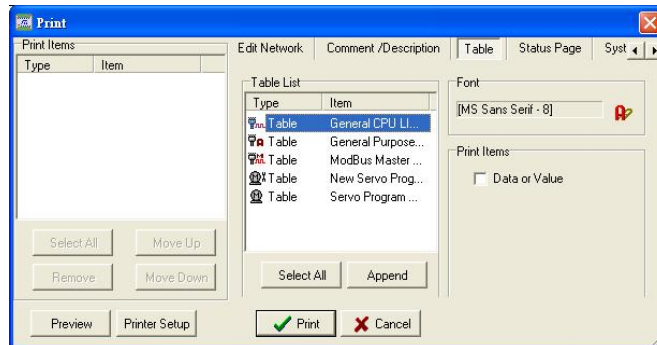 Print
Print Items
Type Item
Select All Move Up
Remove Move Down
Edit Network Comment /Description Table Status Page Syst
Table List
Type Item
Table General CPU LI...
Table General Purpose...
Table ModBus Master ...
Table New Servo Prog...
Table Servo Program ...
Select All Append
Font
[MS Sans Serif - 8]
Print Items
Data or Value
Preview Printer Setup Print Cancel